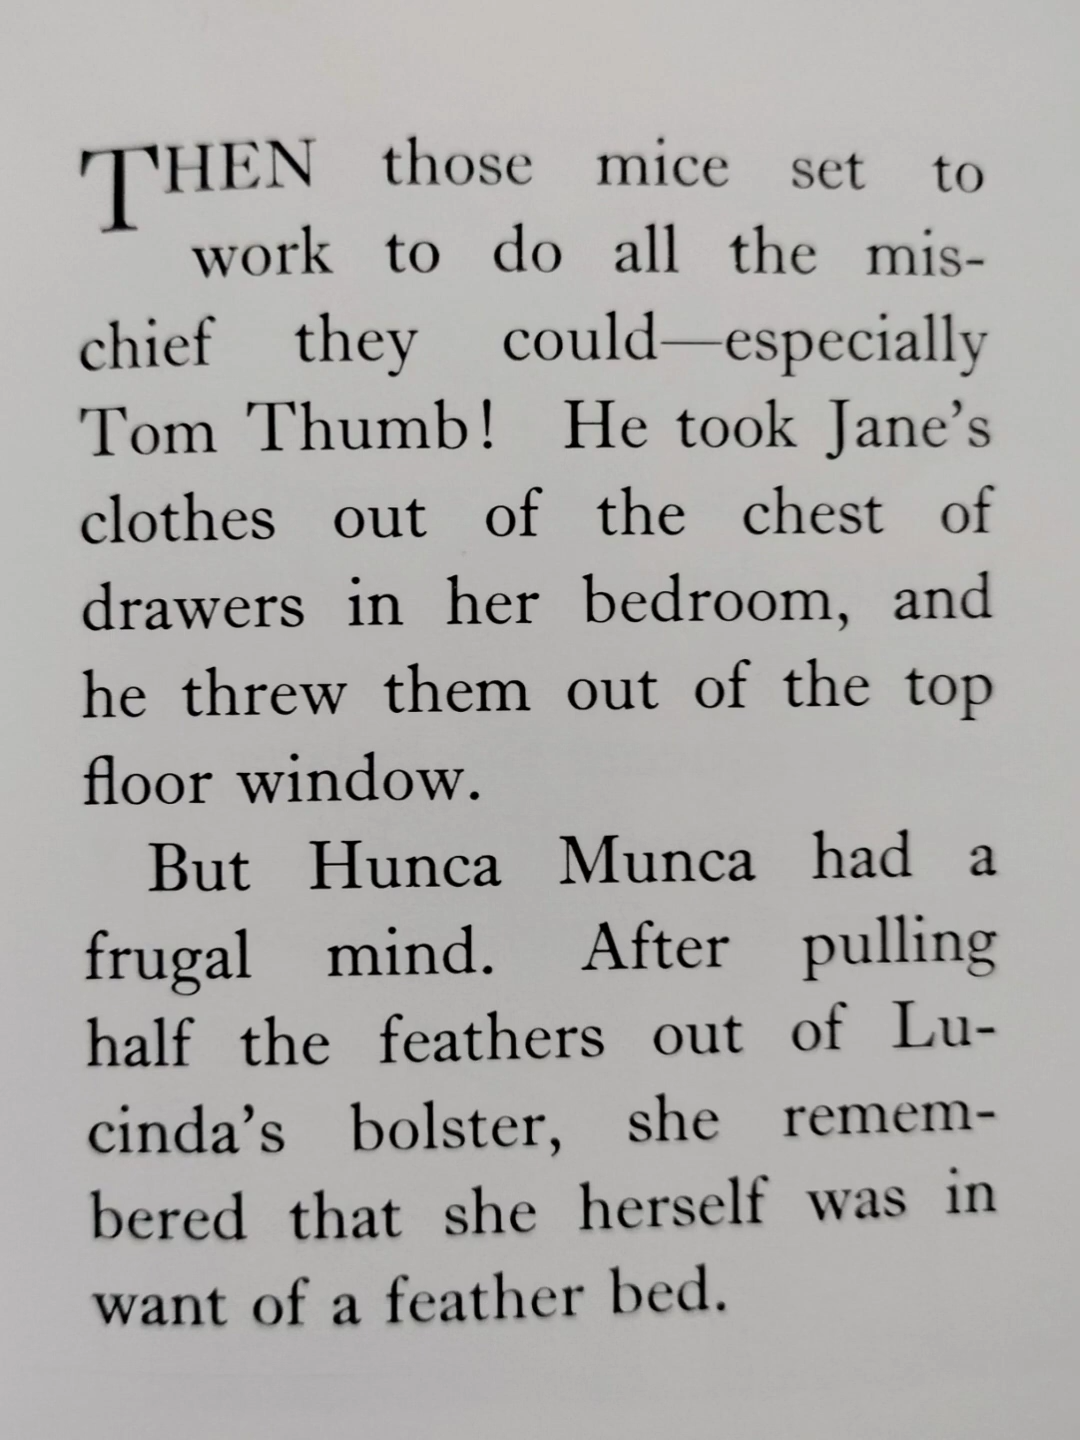 THEN those mice set to
work to do all the mis-
chief they could—especially
Tom Thumb! He took Jane’s
clothes out of the chest of
drawers in her bedroom, and
he threw them out of the top
floor window.
But Hunca Munca had a
frugal mind. After pulling
half the feathers out of Lu-
cinda’s bolster, she remem-
bered that she herself was in
want of a feather bed.